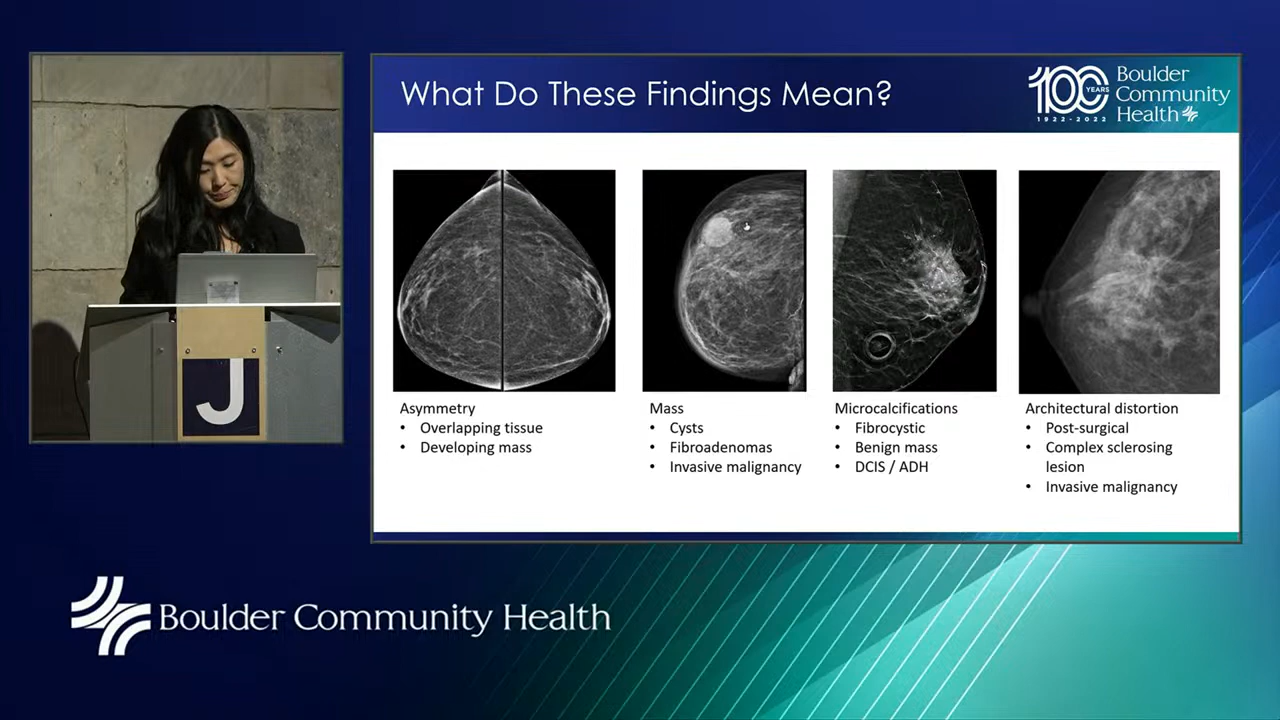 What Do These Findings Mean?
100
YEARS
1922-2022
Boulder
Community
Health
Asymmetry
• Overlapping tissue
• Developing mass
Mass
• Cysts
• Fibroadenomas
• Invasive malignancy
Microcalcifications
• Fibrocystic
• Benign mass
• DCIS / ADH
Architectural distortion
• Post-surgical
• Complex sclerosing
lesion
• Invasive malignancy
J
Boulder Community Health